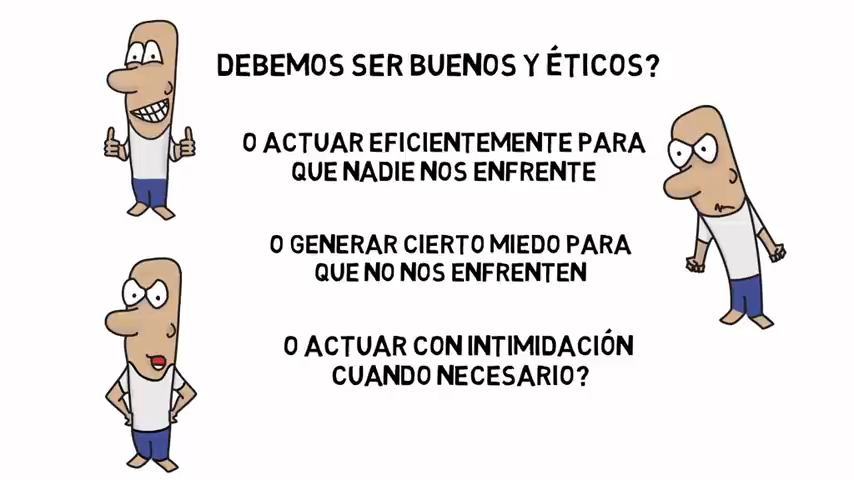 DEBEMOS SER BUENOS Y ÉTICOS?
O ACTUAR EFICIENTEMENTE PARA
QUE NADIE NOS ENFRENTE
O GENERAR CIERTO MIEDO PARA
QUE NO NOS ENFRENTEN
O ACTUAR CON INTIMIDACIÓN
CUANDO NECESARIO?